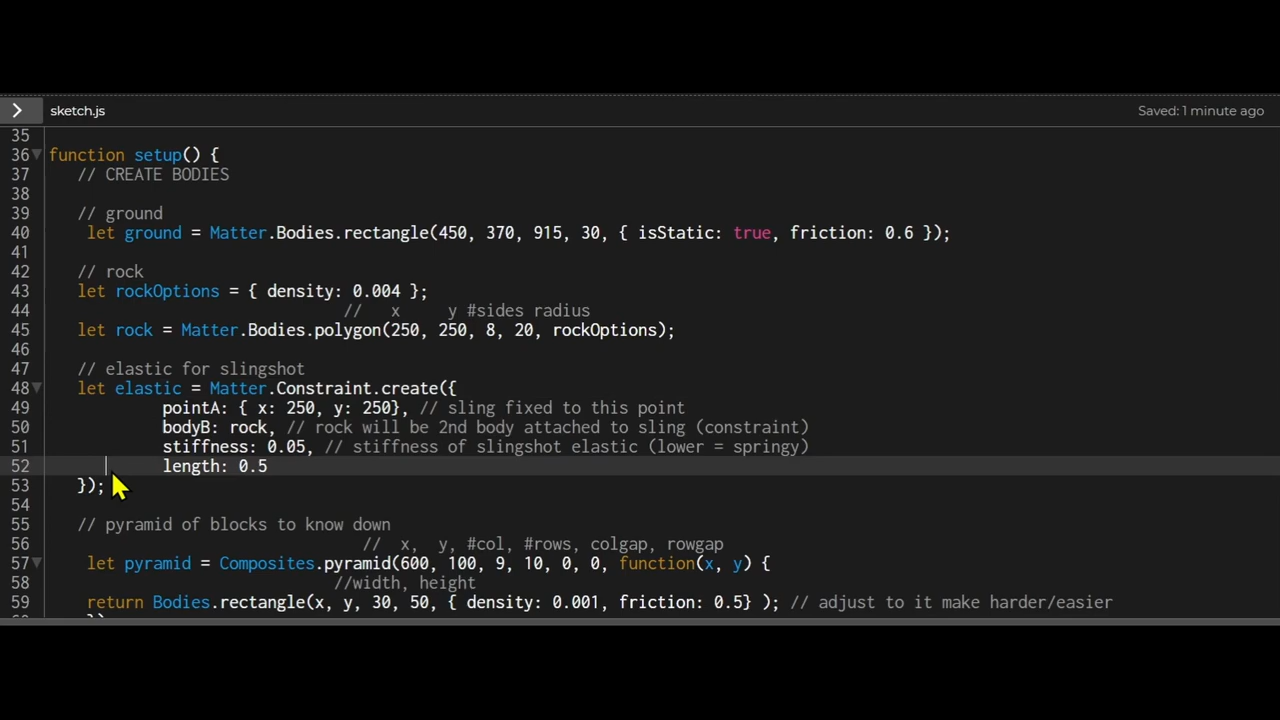 sketch.js
Saved: 1 minute ago
35
36 function setup() {
37 // CREATE BODIES
38
39 // ground
40 let ground = Matter.Bodies.rectangle(450, 370, 915, 30, { isStatic: true, friction: 0.6 });
41
42 // rock
43 let rockOptions = { density: 0.004 };
44 // x y #sides radius
45 let rock = Matter.Bodies.polygon(250, 250, 8, 20, rockOptions);
46
47 // elastic for slingshot
48 let elastic = Matter.Constraint.create({
49 pointA: { x: 250, y: 250}, // sling fixed to this point
50 bodyB: rock, // rock will be 2nd body attached to sling (constraint)
51 stiffness: 0.05, // stiffness of slingshot elastic (lower = springy)
52 length: 0.5
53 });
54
55 // pyramid of blocks to know down
56 // x, y, #col, #rows, colgap, rowgap
57 let pyramid = Composites.pyramid(600, 100, 9, 10, 0, 0, function(x, y) {
58 //width, height
59 return Bodies.rectangle(x, y, 30, 50, { density: 0.001, friction: 0.5} ); // adjust to it make harder/easier